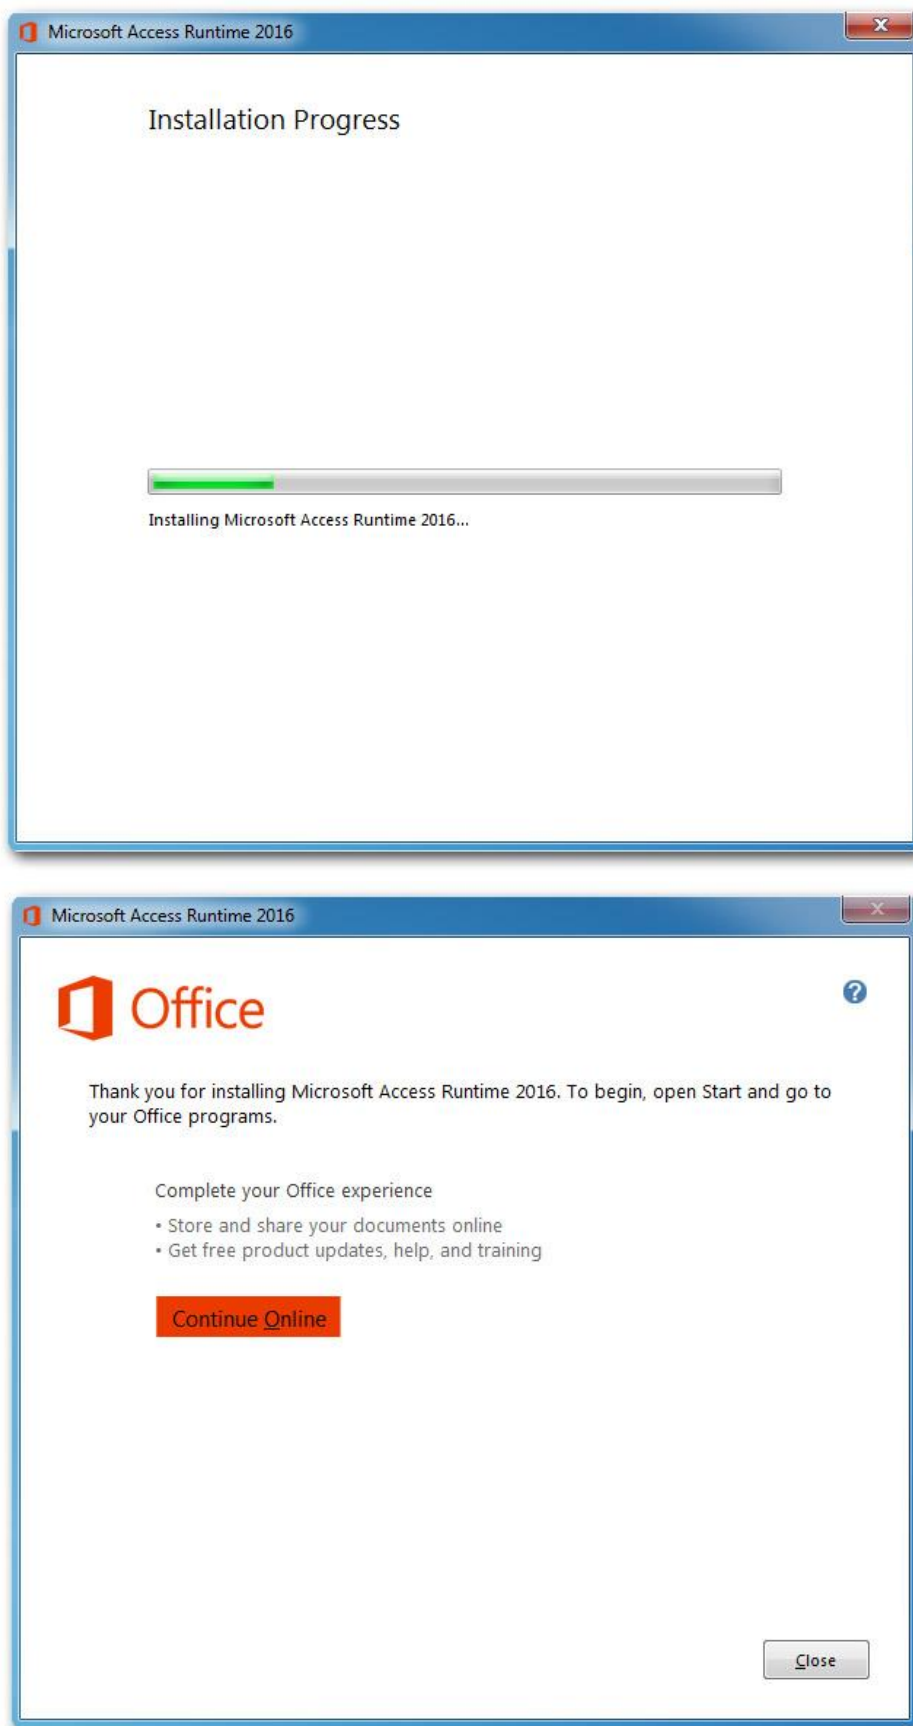 Microsoft Access Runtime 2016
Installation Progress
Installing Microsoft Access Runtime 2016...
Microsoft Access Runtime 2016
Office
Thank you for installing Microsoft Access Runtime 2016. To begin, open Start and go to
your Office programs.
Complete your Office experience
• Store and share your documents online
• Get free product updates, help, and training
Continue Online
Close